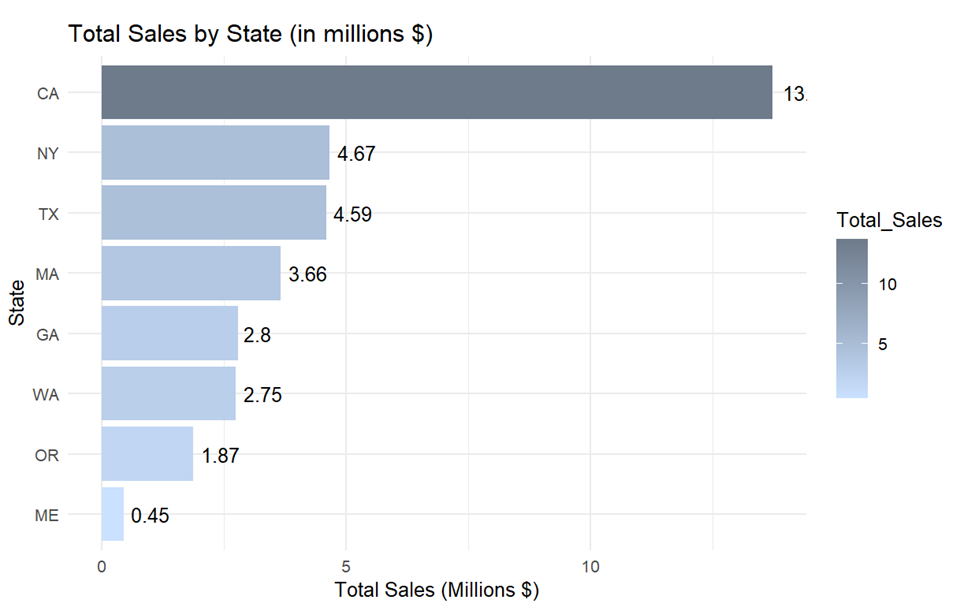 Total Sales by State (in millions $)
CA
13.
NY
4.67
TX
4.59
MA
3.66
GA
2.8
WA
2.75
OR
1.87
ME
0.45
State
0
5
10
Total Sales (Millions $)
Total_Sales
10
5